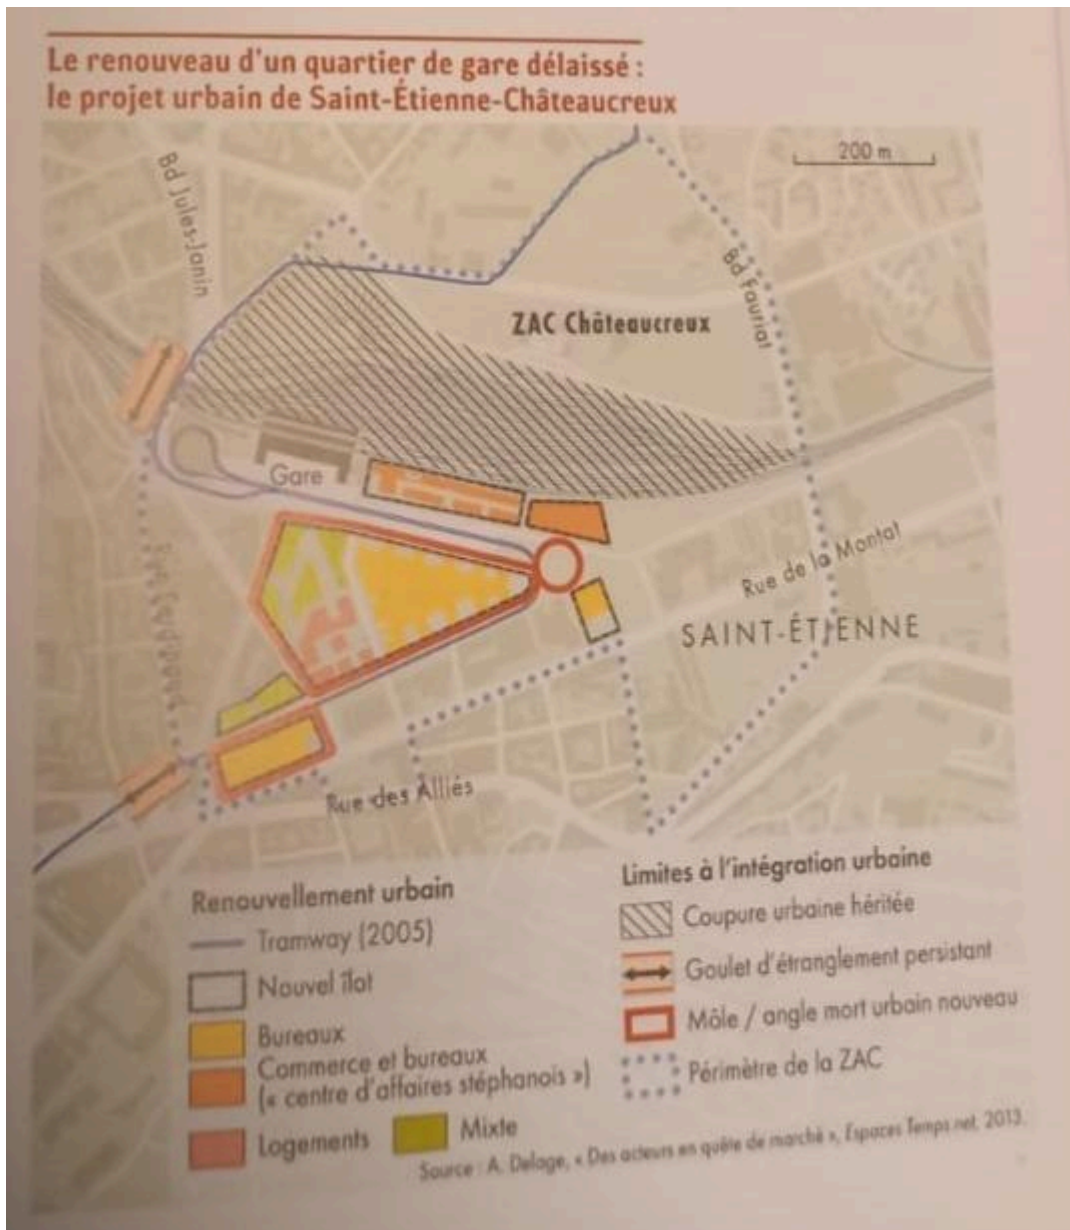 Le renouveau d'un quartier de gare délaissé :
le projet urbain de Saint-Étienne-Châteaucreux
200 m
Bd Jules-Janin
Bd Fauriat
ZAC Châteaucreux
Gare
Rue de la Montat
SAINT-ÉTIENNE
Rue des Alliés
Renouvellement urbain
Tramway (2005)
Nouvel îlot
Bureaux
Commerce et bureaux
(« centre d'affaires stéphanois »)
Logements
Mixte
Limites à l'intégration urbaine
Coupure urbaine héritée
Goulet d'étranglement persistant
Môle / angle mort urbain nouveau
Périmètre de la ZAC
Source : A. Delage, « Des acteurs en quête de marché », Espaces Temps.net, 2013.